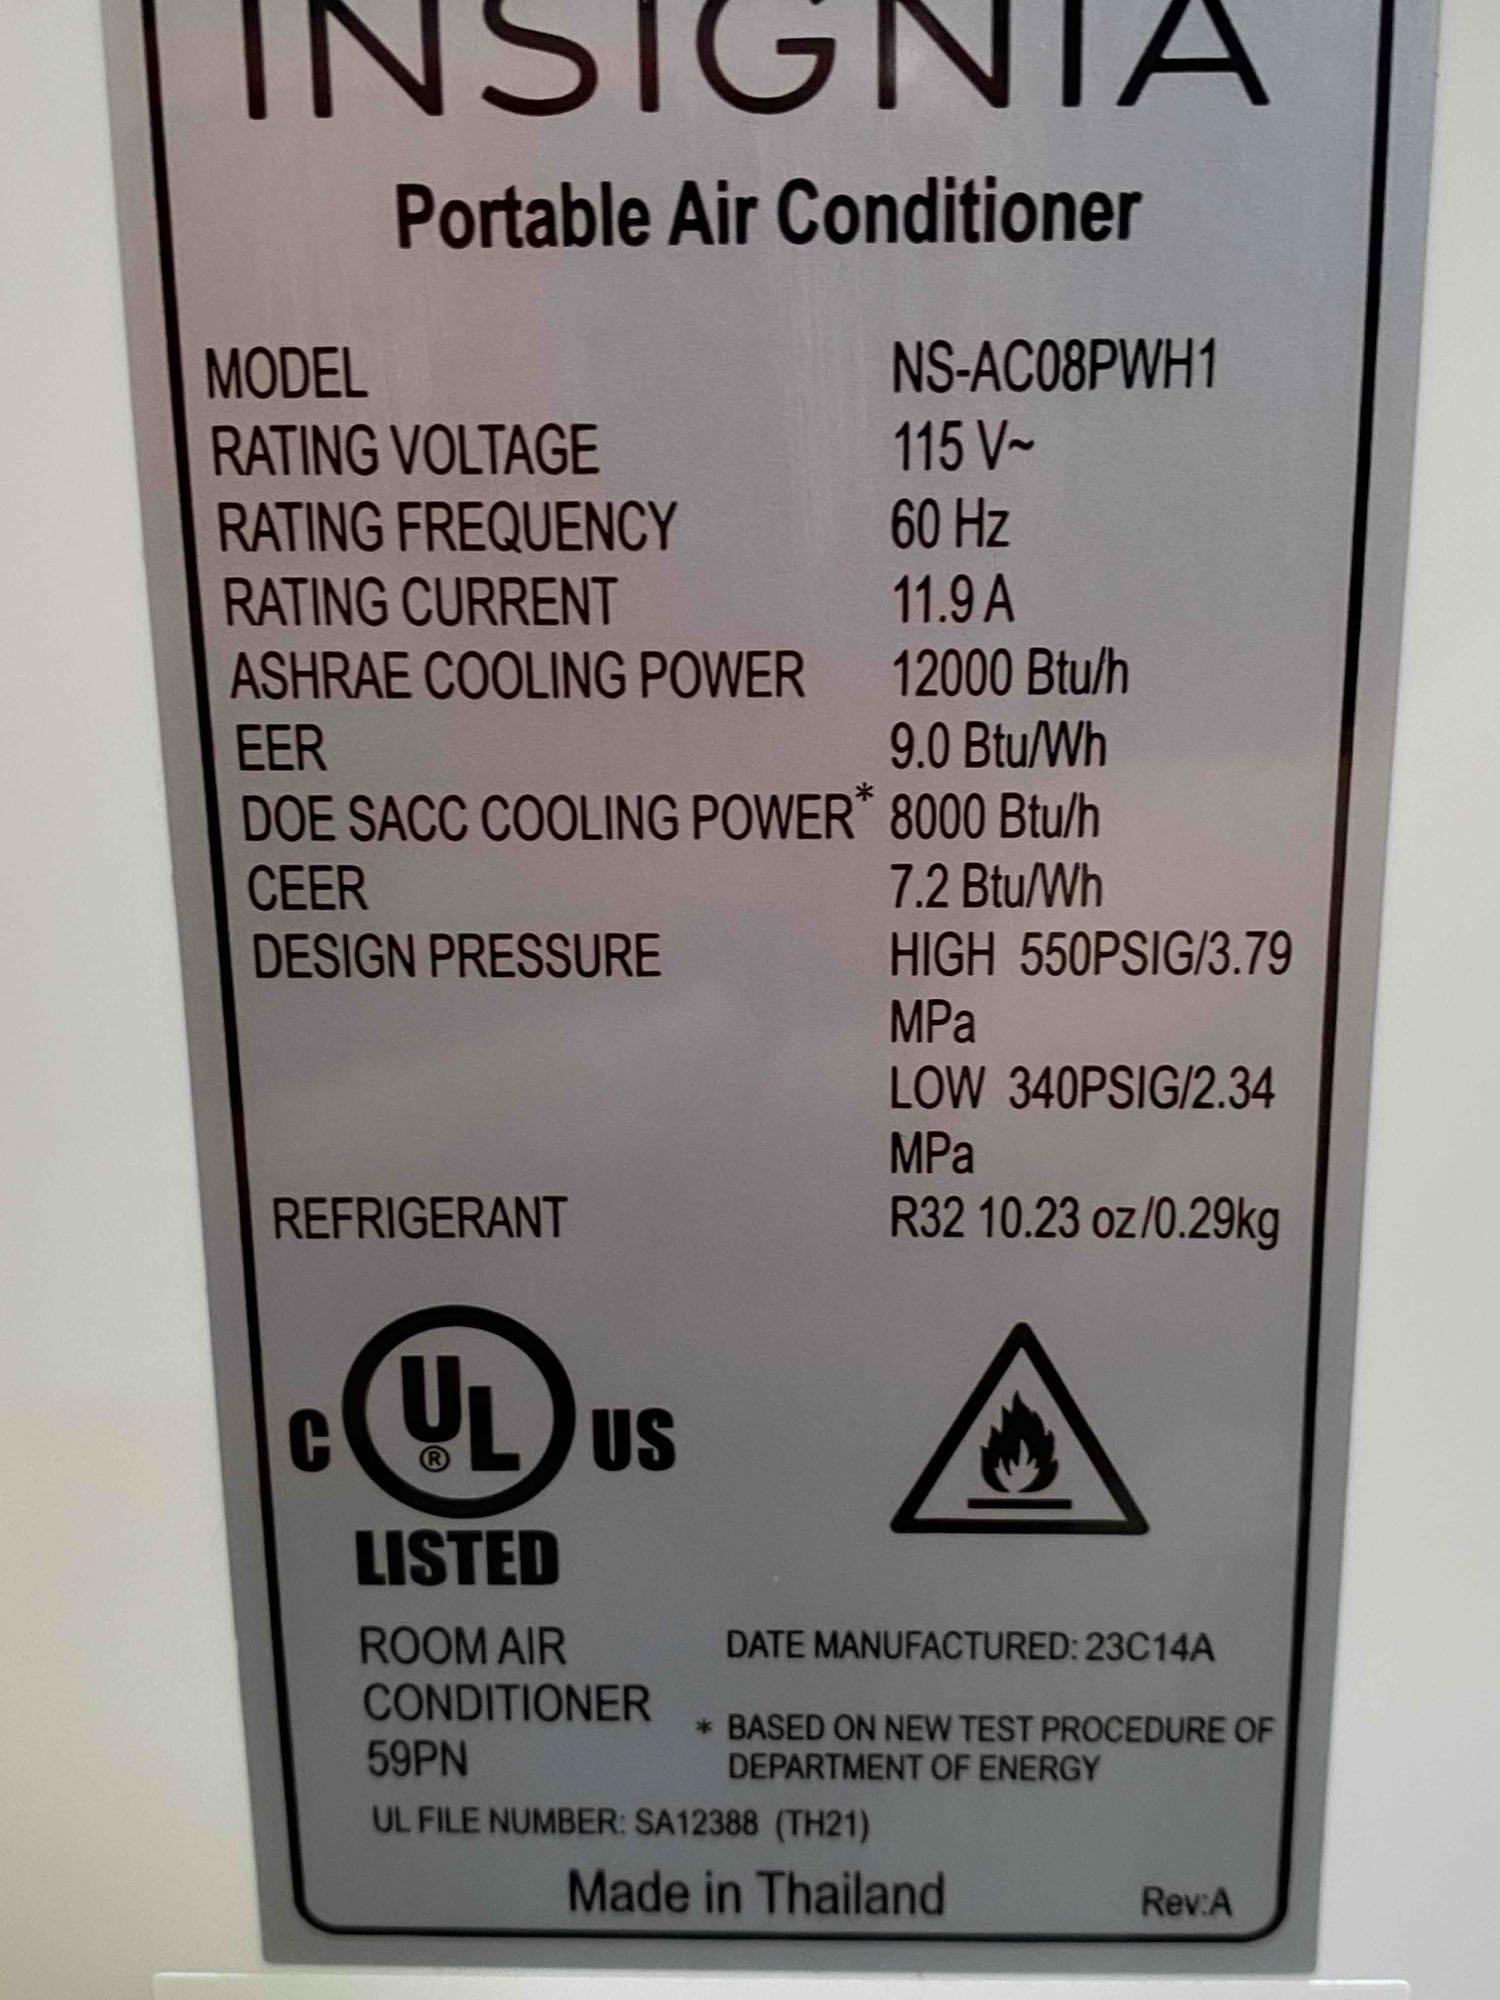 INSIGNIA
Portable Air Conditioner
MODEL NS-AC08PWH1
RATING VOLTAGE 115 V~
RATING FREQUENCY 60 Hz
RATING CURRENT 11.9 A
ASHRAE COOLING POWER 12000 Btu/h
EER 9.0 Btu/Wh
DOE SACC COOLING POWER* 8000 Btu/h
CEER 7.2 Btu/Wh
DESIGN PRESSURE HIGH 550PSIG/3.79
MPa
LOW 340PSIG/2.34
MPa
REFRIGERANT R32 10.23 oz/0.29kg
C UL® US
LISTED
ROOM AIR
CONDITIONER
59PN
DATE MANUFACTURED: 23C14A
* BASED ON NEW TEST PROCEDURE OF
DEPARTMENT OF ENERGY
UL FILE NUMBER: SA12388 (TH21)
Made in Thailand
Rev:A